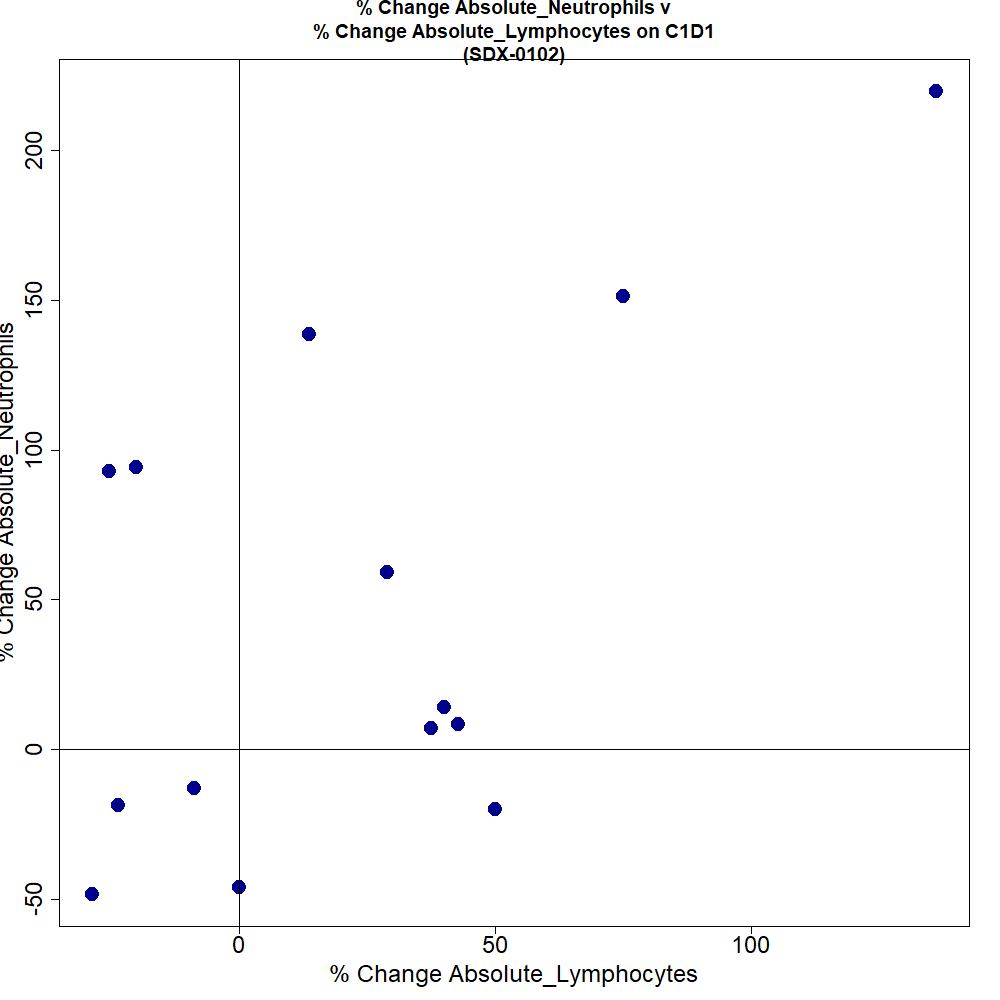 % Change Absolute_Neutrophils v
% Change Absolute_Lymphocytes on C1D1
(SDX-0102)
% Change Absolute_Neutrophils
200
150
100
50
0
-50
0
50
100
% Change Absolute_Lymphocytes